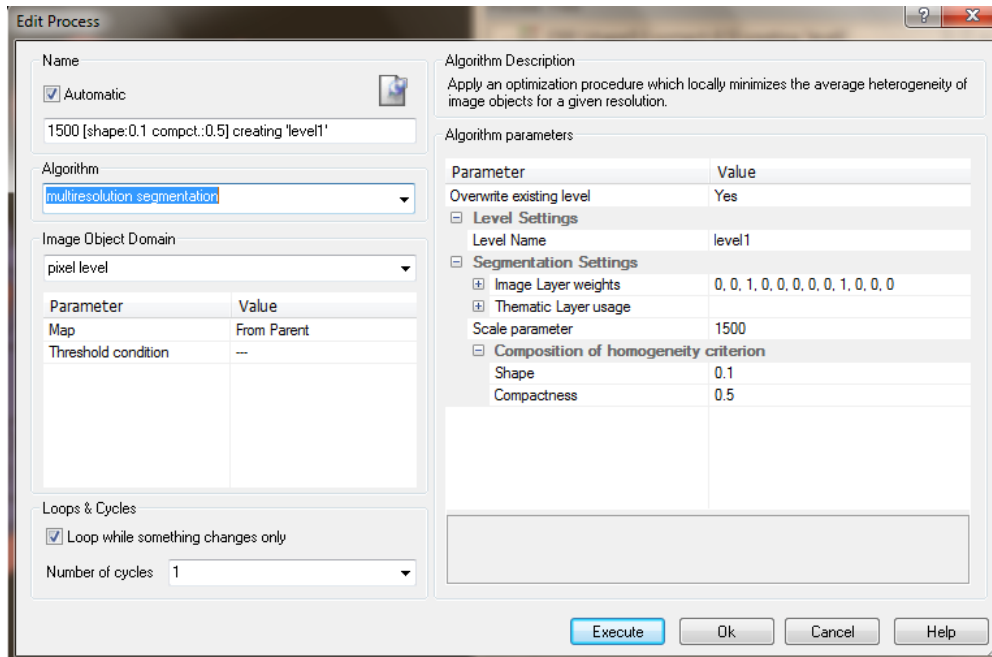 Edit Process
Name
Automatic
1500 [shape:0.1 compct.:0.5] creating 'level1'
Algorithm
multiresolution segmentation
Image Object Domain
pixel level
Parameter Value
Map From Parent
Threshold condition ---
Loops & Cycles
Loop while something changes only
Number of cycles 1
Algorithm Description
Apply an optimization procedure which locally minimizes the average heterogeneity of
image objects for a given resolution.
Algorithm parameters
Parameter Value
Overwrite existing level Yes
Level Settings
Level Name level1
Segmentation Settings
Image Layer weights 0, 0, 1, 0, 0, 0, 0, 0, 1, 0, 0, 0
Thematic Layer usage
Scale parameter 1500
Composition of homogeneity criterion
Shape 0.1
Compactness 0.5
Execute Ok Cancel Help